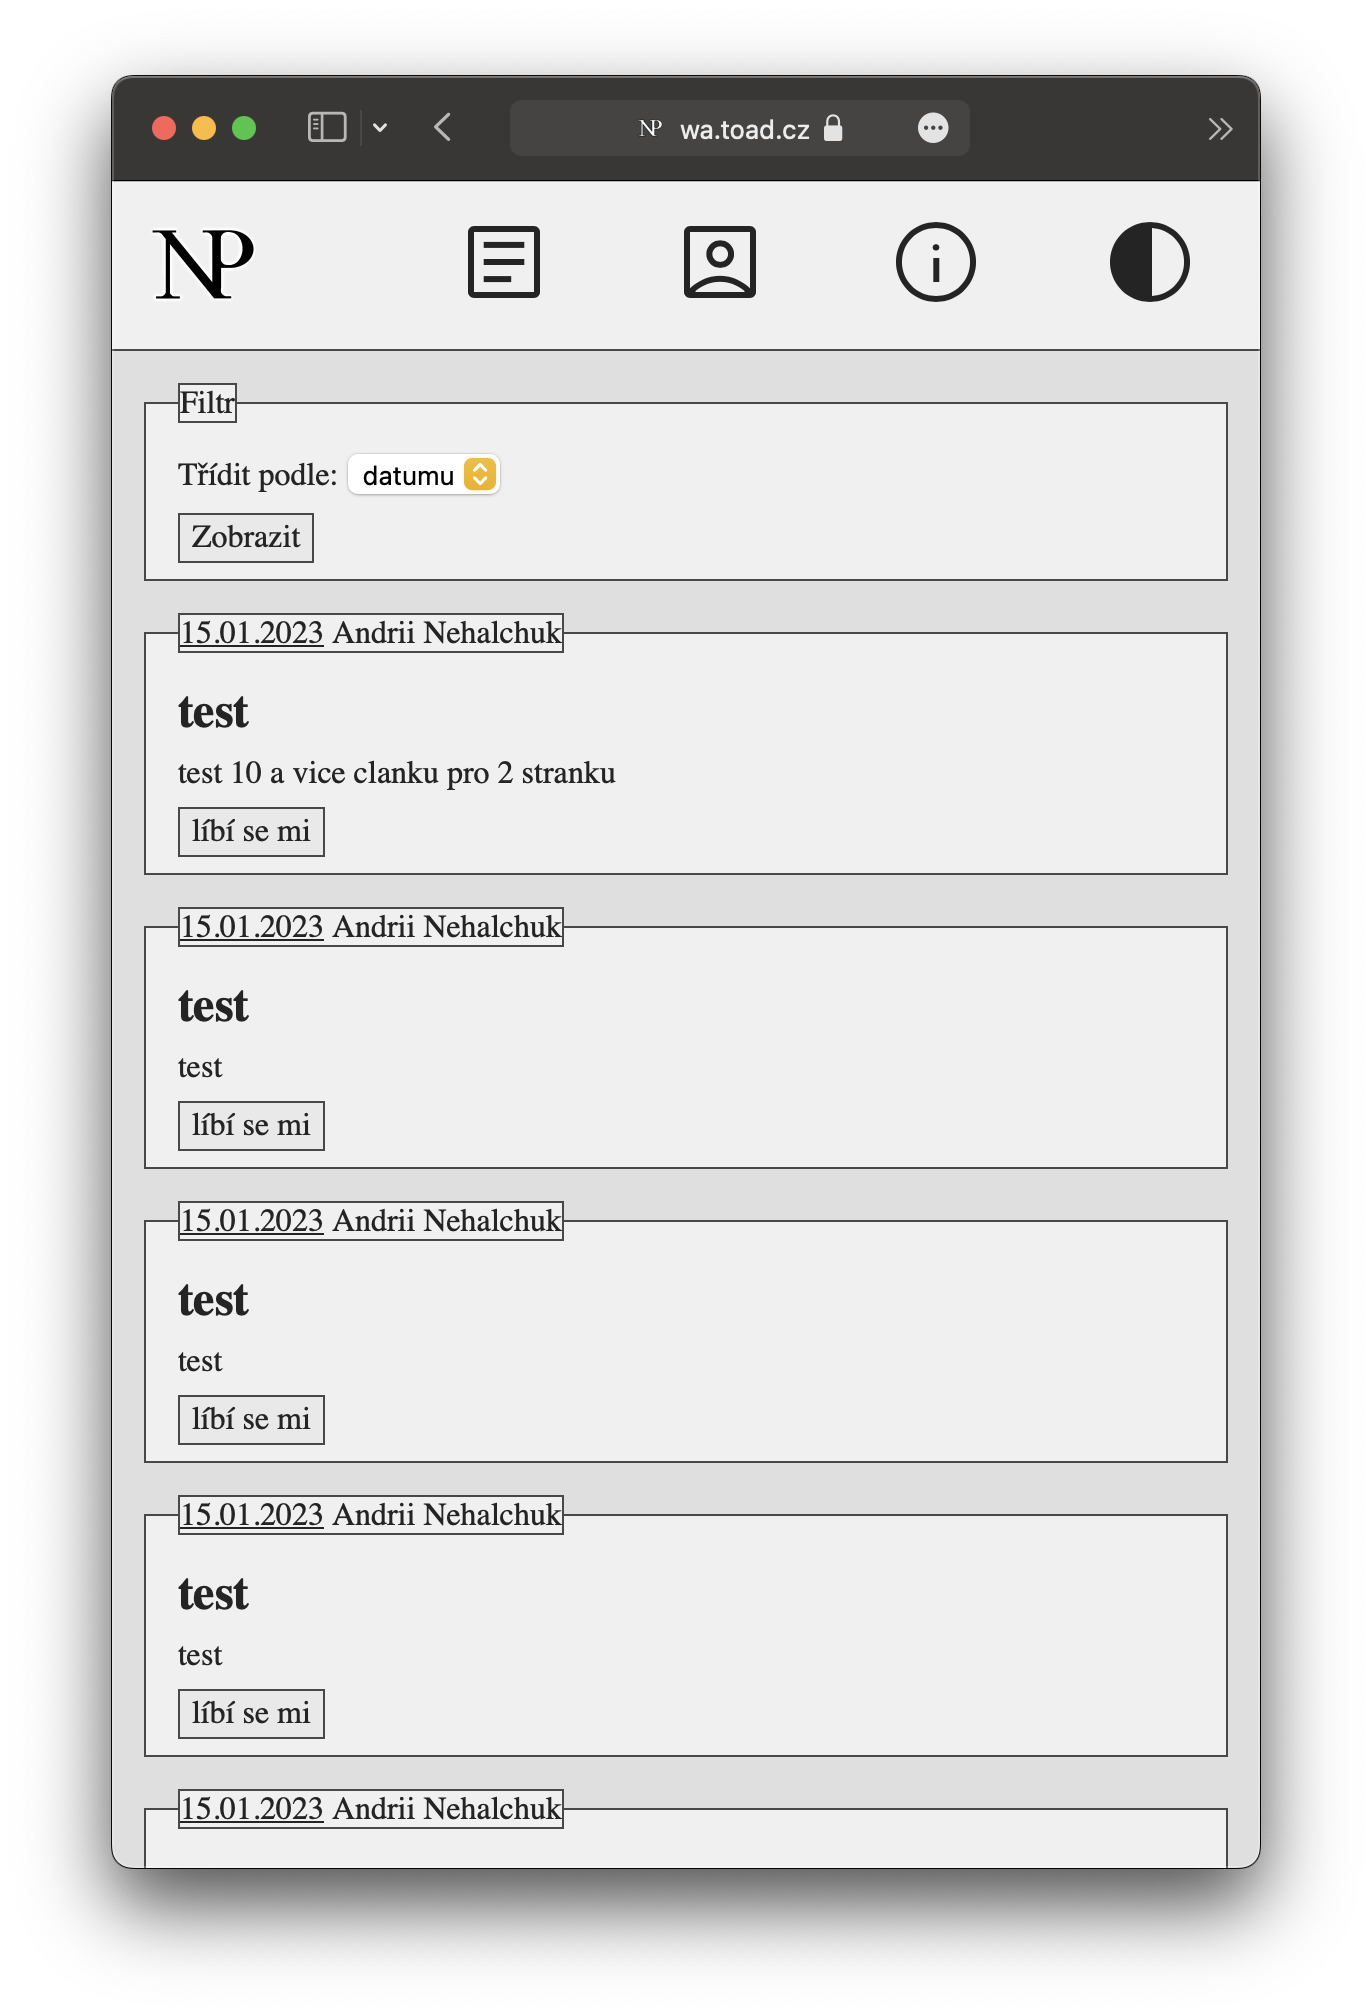 NP wa.toad.cz
NP
Filtr
Třídit podle: datumu
Zobrazit
15.01.2023 Andrii Nehalchuk
test
test 10 a vice clanku pro 2 stranku
líbí se mi
15.01.2023 Andrii Nehalchuk
test
test
líbí se mi
15.01.2023 Andrii Nehalchuk
test
test
líbí se mi
15.01.2023 Andrii Nehalchuk
test
test
líbí se mi
15.01.2023 Andrii Nehalchuk